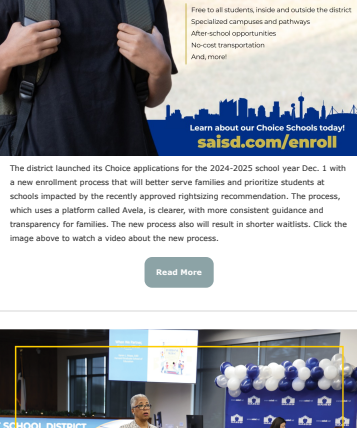 Free to all students, inside and outside the district
Specialized campuses and pathways
After-school opportunities
No-cost transportation
And, more!
Learn about our Choice Schools today!
saisd.com/enroll
The district launched its Choice applications for the 2024-2025 school year Dec. 1 with
a new enrollment process that will better serve families and prioritize students at
schools impacted by the recently approved rightsizing recommendation. The process,
which uses a platform called Avela, is clearer, with more consistent guidance and
transparency for families. The new process also will result in shorter waitlists. Click the
image above to watch a video about the new process.
Read More
SCHOOL DISTRICT